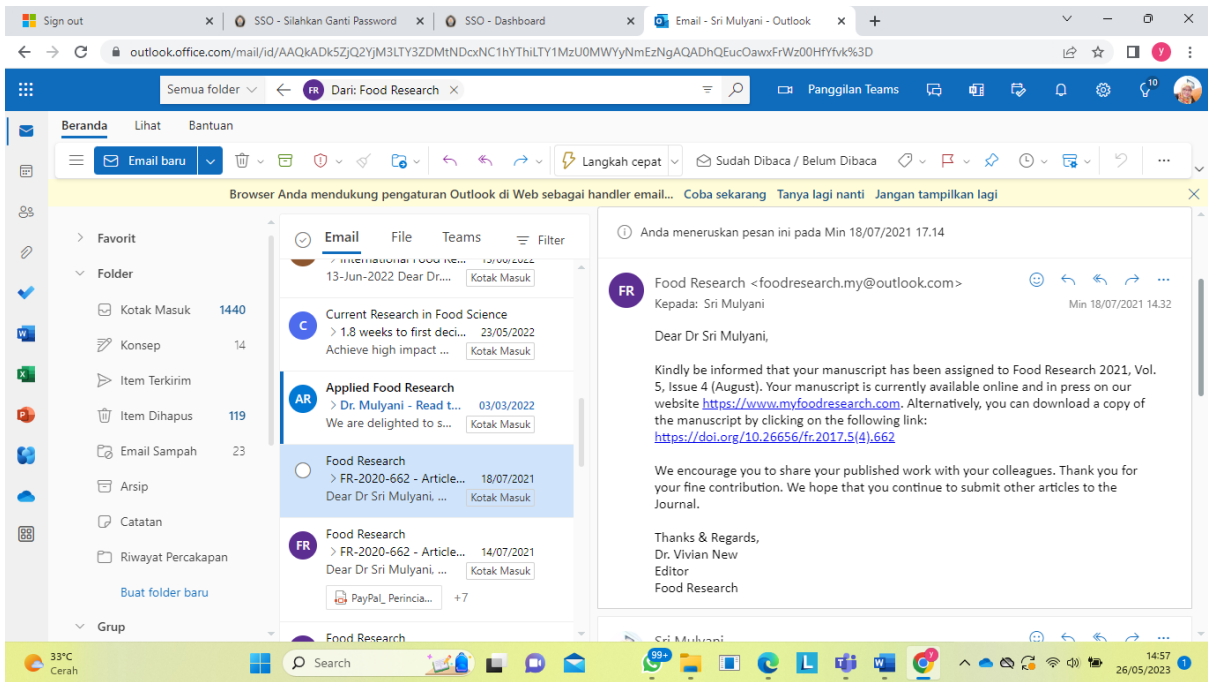 Sign out
SSO - Silahkan Ganti Password
SSO - Dashboard
Email - Sri Mulyani - Outlook
outlook.office.com/mail/id/AAQkADk5ZjQ2YjM3LTY3ZDMtNDcxNC1hYThiLTY1MzU0MWYyNmEzNgAQADhQEucOawxFrWz00HfYfvk%3D
y
Semua folder
FR Dari: Food Research
Panggilan Teams
10
Beranda Lihat Bantuan
Email baru
Langkah cepat
Sudah Dibaca / Belum Dibaca
Browser Anda mendukung pengaturan Outlook di Web sebagai handler email... Coba sekarang Tanya lagi nanti Jangan tampilkan lagi
Favorit
Folder
Kotak Masuk 1440
Konsep 14
Item Terkirim
Item Dihapus 119
Email Sampah 23
Arsip
Catatan
Riwayat Percakapan
Buat folder baru
Grup
Email File Teams Filter
International Food Re... 13/06/2022
13-Jun-2022 Dear Dr.... Kotak Masuk
C
Current Research in Food Science
1.8 weeks to first deci... 23/05/2022
Achieve high impact ... Kotak Masuk
AR
Applied Food Research
Dr. Mulyani - Read t... 03/03/2022
We are delighted to s... Kotak Masuk
Food Research
FR-2020-662 - Article... 18/07/2021
Dear Dr Sri Mulyani, ... Kotak Masuk
FR
Food Research
FR-2020-662 - Article... 14/07/2021
Dear Dr Sri Mulyani, ... Kotak Masuk
PayPal_ Perincia... +7
Food Research
Anda meneruskan pesan ini pada Min 18/07/2021 17.14
FR
Food Research <foodresearch.my@outlook.com>
Kepada: Sri Mulyani
Min 18/07/2021 14.32
Dear Dr Sri Mulyani,
Kindly be informed that your manuscript has been assigned to Food Research 2021, Vol.
5, Issue 4 (August). Your manuscript is currently available online and in press on our
website https://www.myfoodresearch.com. Alternatively, you can download a copy of
the manuscript by clicking on the following link:
https://doi.org/10.26656/fr.2017.5(4).662
We encourage you to share your published work with your colleagues. Thank you for
your fine contribution. We hope that you continue to submit other articles to the
Journal.
Thanks & Regards,
Dr. Vivian New
Editor
Food Research
Sri Mulyani
33°C
Cerah
Search
99+
14:57
26/05/2023
1